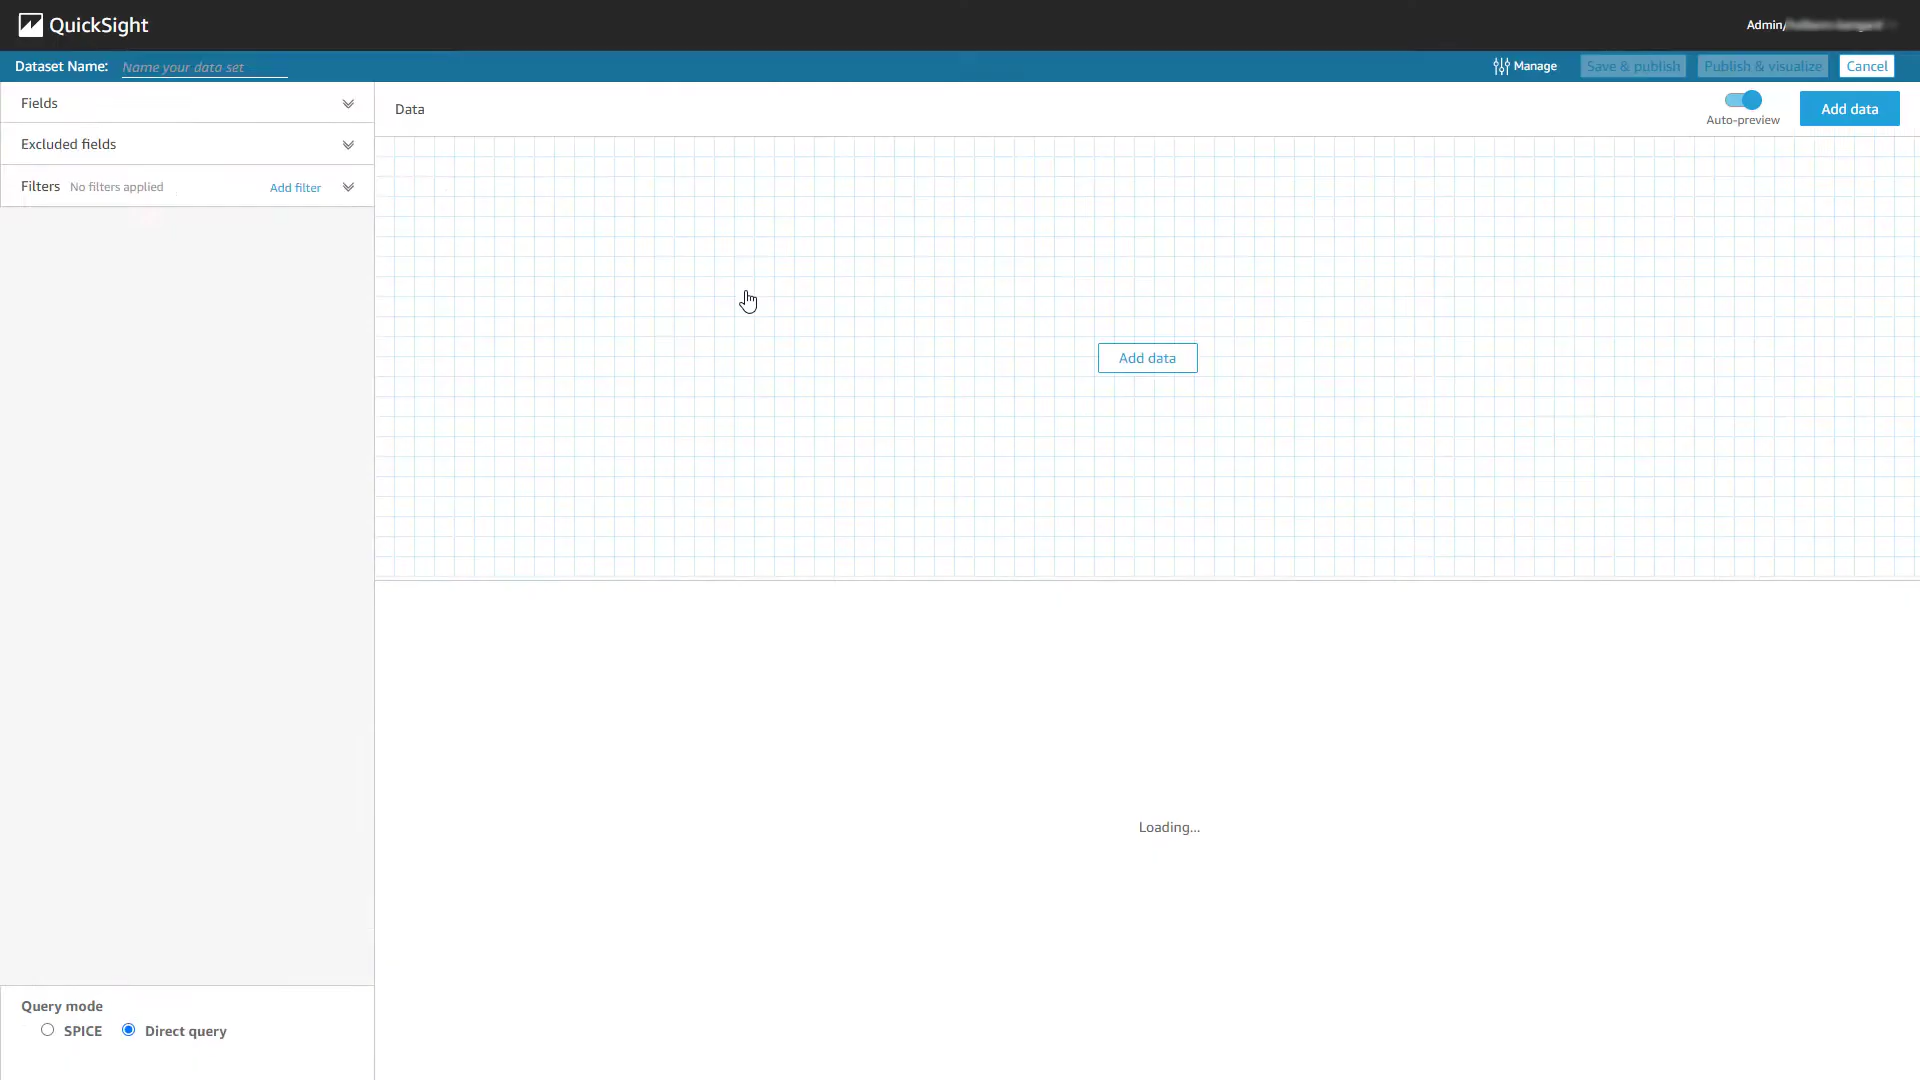 QuickSight
Admin/
Dataset Name: Name your data set
Manage
Save & publish
Publish & visualize
Cancel
Fields
Excluded fields
Filters No filters applied Add filter
Data
Auto-preview
Add data
Add data
Loading...
Query mode
SPICE Direct query